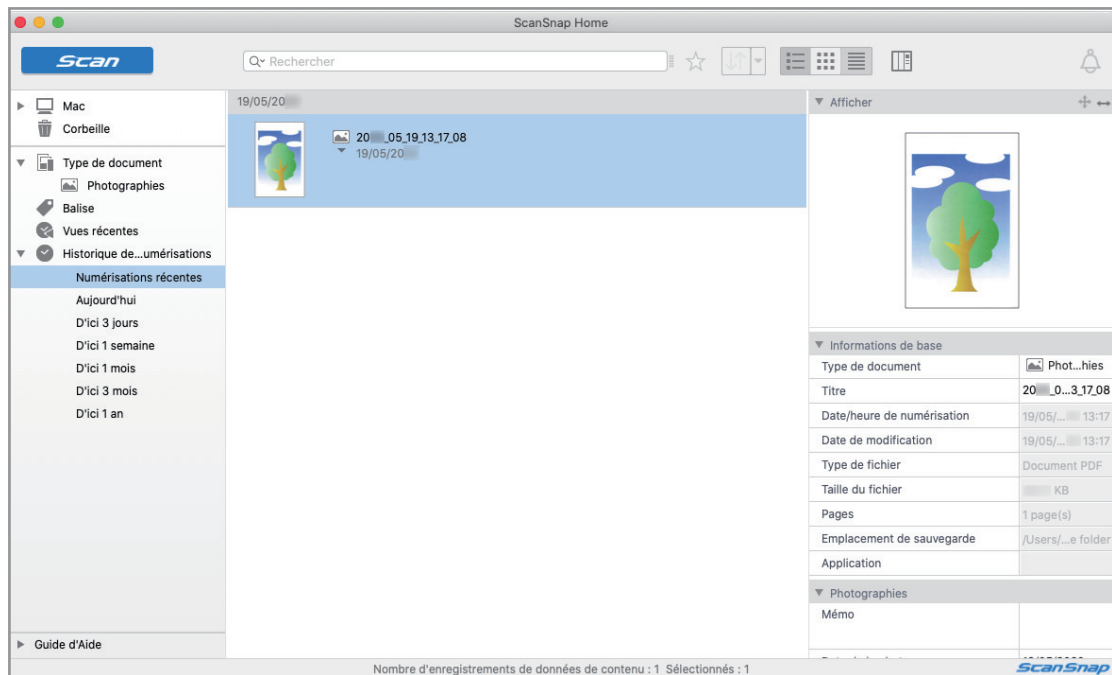 ScanSnap Home
Scan
Rechercher
Mac
Corbeille
Type de document
Photographies
Balise
Vues récentes
Historique de...umérisations
Numérisations récentes
Aujourd'hui
D'ici 3 jours
D'ici 1 semaine
D'ici 1 mois
D'ici 3 mois
D'ici 1 an
Guide d'Aide
19/05/20
20 _05_19_13_17_08
19/05/20
Afficher
Informations de base
Type de document Phot...hies
Titre 20 _0...3_17_08
Date/heure de numérisation 19/05/... 13:17
Date de modification 19/05/... 13:17
Type de fichier Document PDF
Taille du fichier KB
Pages 1 page(s)
Emplacement de sauvegarde /Users/...e folder
Application
Photographies
Mémo
Nombre d'enregistrements de données de contenu : 1 Sélectionnés : 1
ScanSnap